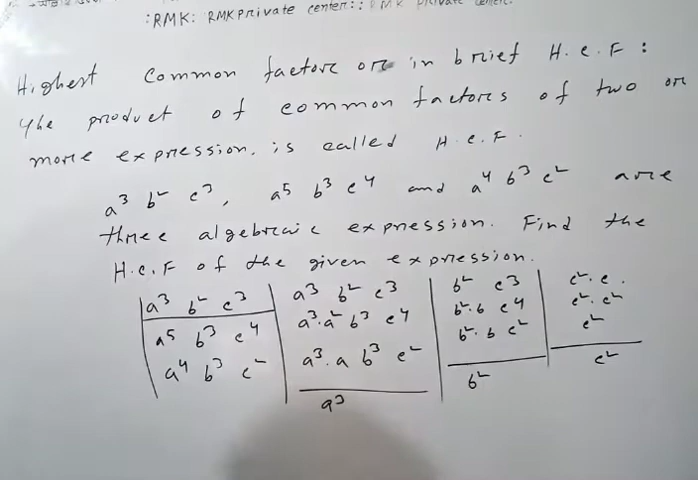 :RMK: RMK Private center::RMK private center.
Highest Common factor or in brief H.C.F:
The product of common factors of two or
more expression. is called H.C.F.
a³ b² c³, a⁵ b³ c⁴ and a⁴ b³ c² are
three algebraic expression. Find the
H.C.F of the given expression.
a³ b² c³
a⁵ b³ c⁴
a⁴ b³ c²
a³ b² c³
a³.a² b³ c⁴
a³.a b³ c²
a³
b² c³
b².b c⁴
b².b c²
b²
c².c.
c².c²
c²
c²